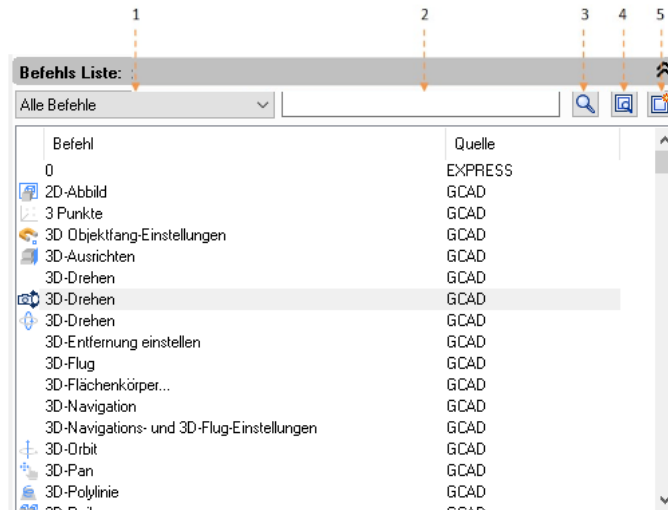 1 2 3 4 5
Befehls Liste: :
Alle Befehle
Befehl Quelle
0 EXPRESS
2D-Abbild GCAD
3 Punkte GCAD
3D Objektfang-Einstellungen GCAD
3D-Ausrichten GCAD
3D-Drehen GCAD
3D-Drehen GCAD
3D-Drehen GCAD
3D-Entfernung einstellen GCAD
3D-Flug GCAD
3D-Flächenkörper... GCAD
3D-Navigation GCAD
3D-Navigations- und 3D-Flug-Einstellungen GCAD
3D-Orbit GCAD
3D-Pan GCAD
3D-Polylinie GCAD